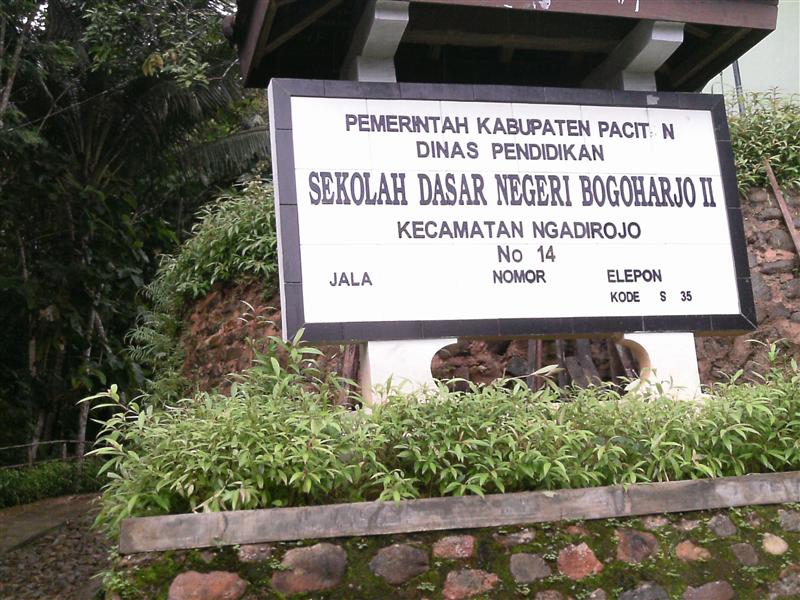 PEMERINTAH KABUPATEN PACIT N
DINAS PENDIDIKAN
SEKOLAH DASAR NEGERI BOGOHARJO II
KECAMATAN NGADIROJO
No 14
JALA NOMOR ELEPON
KODE S 35